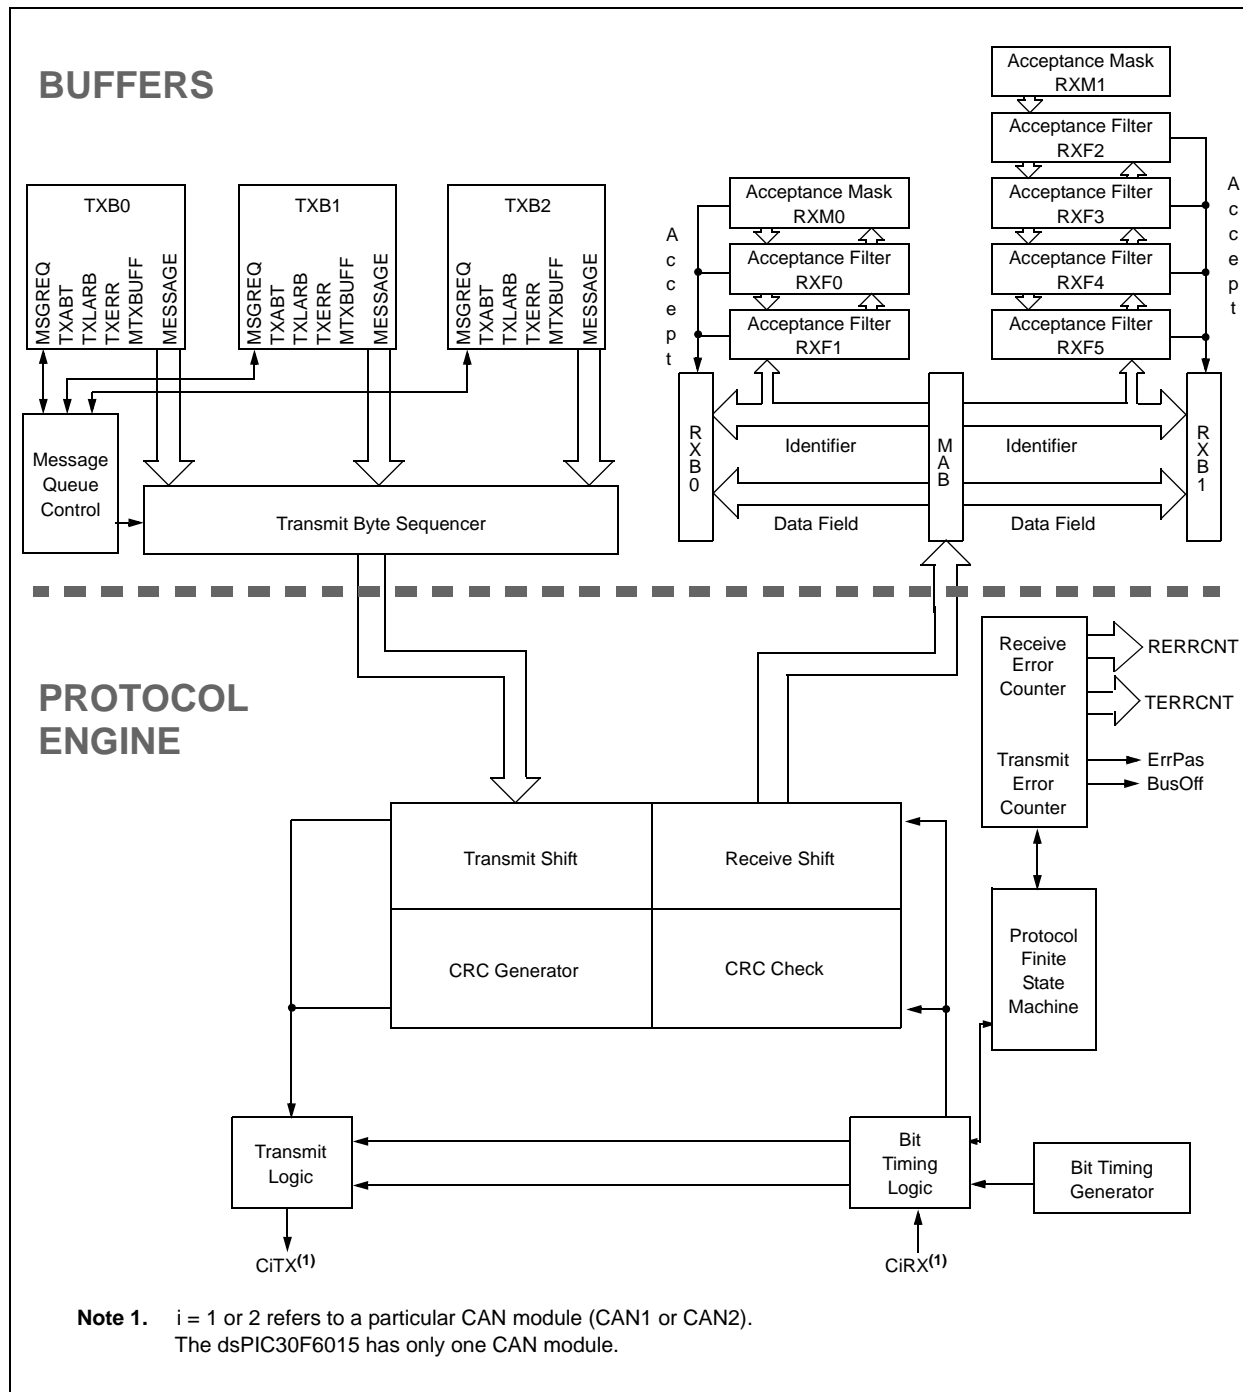 BUFFERS
Acceptance Mask
RXM1
Acceptance Filter
RXF2
Acceptance Filter
RXF3
Acceptance Filter
RXF4
Acceptance Filter
RXF5
Accept
Acceptance Mask
RXM0
Acceptance Filter
RXF0
Acceptance Filter
RXF1
Accept
TXB0
MSGREQ
TXABT
TXLARB
TXERR
MTXBUFF
MESSAGE
TXB1
MSGREQ
TXABT
TXLARB
TXERR
MTXBUFF
MESSAGE
TXB2
MSGREQ
TXABT
TXLARB
TXERR
MTXBUFF
MESSAGE
Message
Queue
Control
Transmit Byte Sequencer
RXB0
Identifier
Data Field
MAB
Identifier
Data Field
RXB1
PROTOCOL
ENGINE
Receive
Error
Counter
Transmit
Error
Counter
RERRCNT
TERRCNT
ErrPas
BusOff
Transmit Shift
Receive Shift
CRC Generator
CRC Check
Protocol
Finite
State
Machine
Transmit
Logic
Bit
Timing
Logic
Bit Timing
Generator
CiTX(1)
CiRX(1)
Note 1. i = 1 or 2 refers to a particular CAN module (CAN1 or CAN2).
The dsPIC30F6015 has only one CAN module.